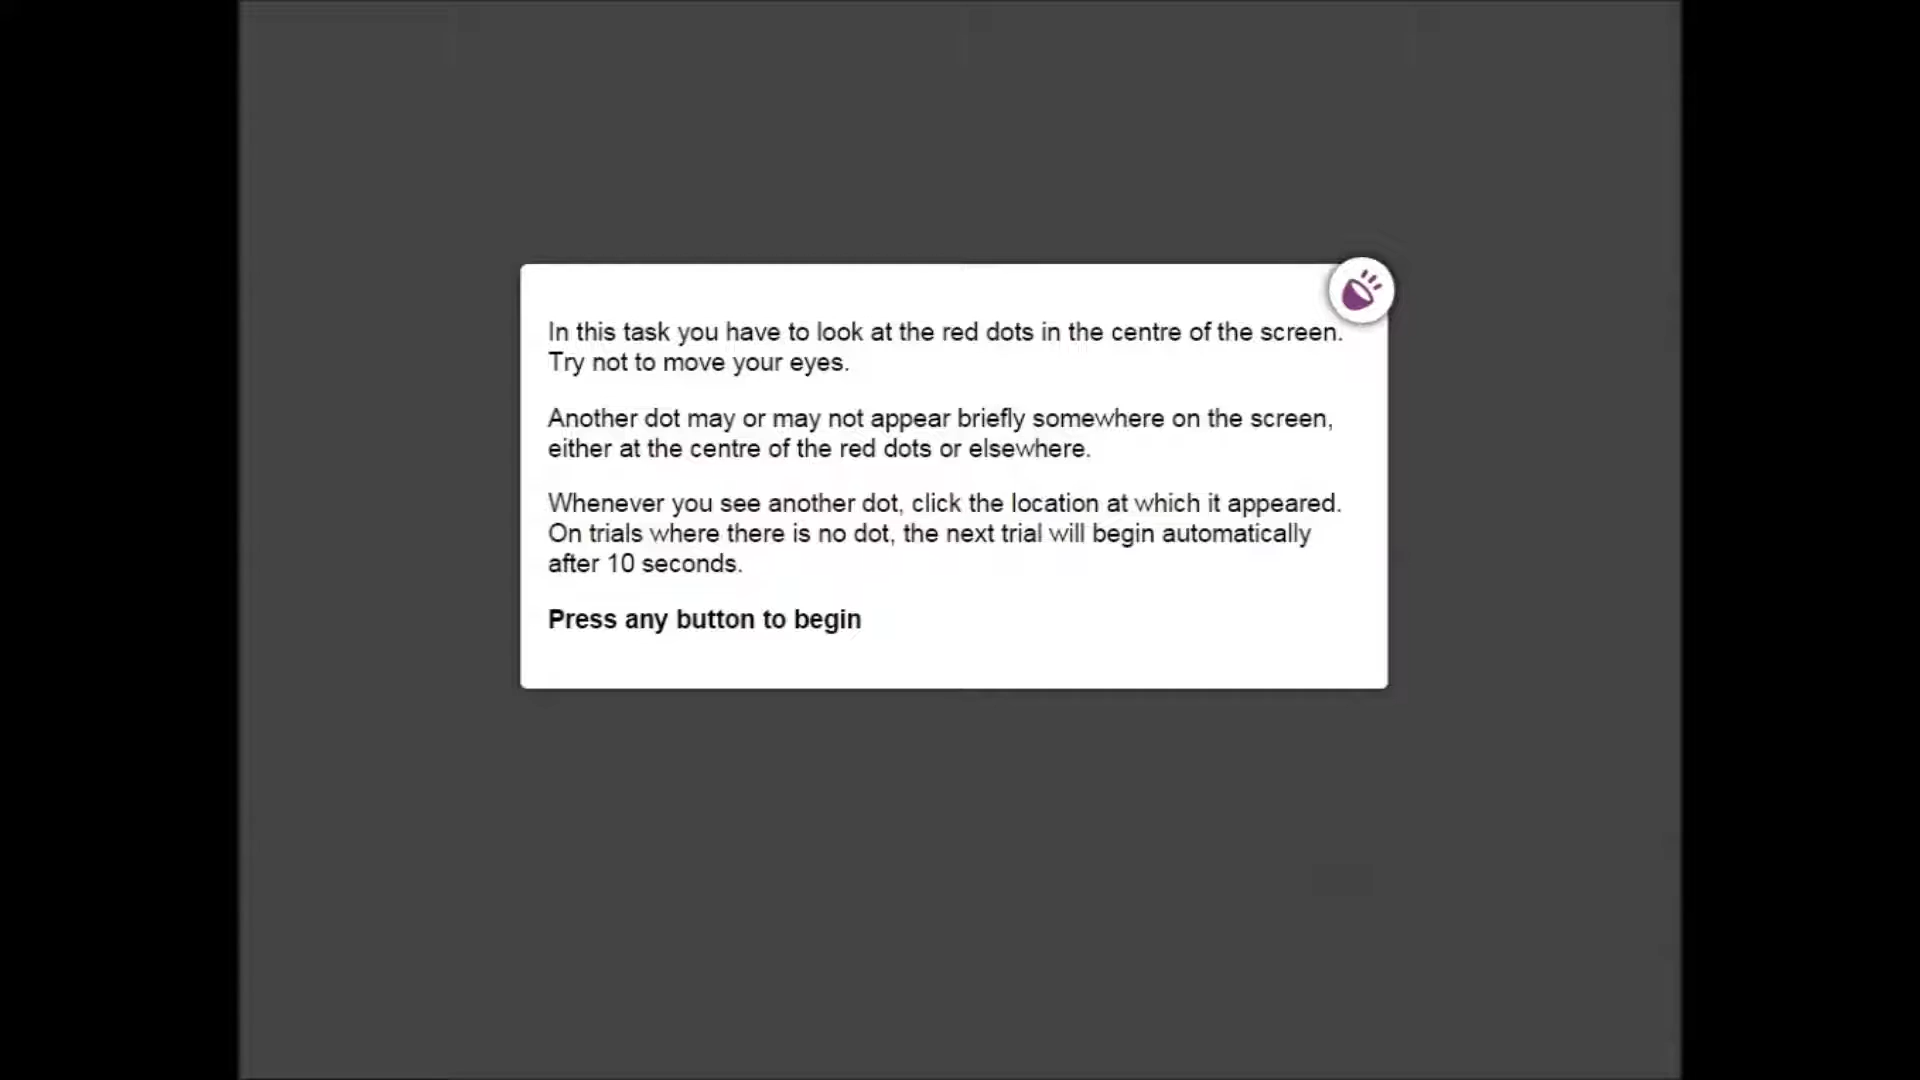 In this task you have to look at the red dots in the centre of the screen.
Try not to move your eyes.
Another dot may or may not appear briefly somewhere on the screen,
either at the centre of the red dots or elsewhere.
Whenever you see another dot, click the location at which it appeared.
On trials where there is no dot, the next trial will begin automatically
after 10 seconds.
Press any button to begin